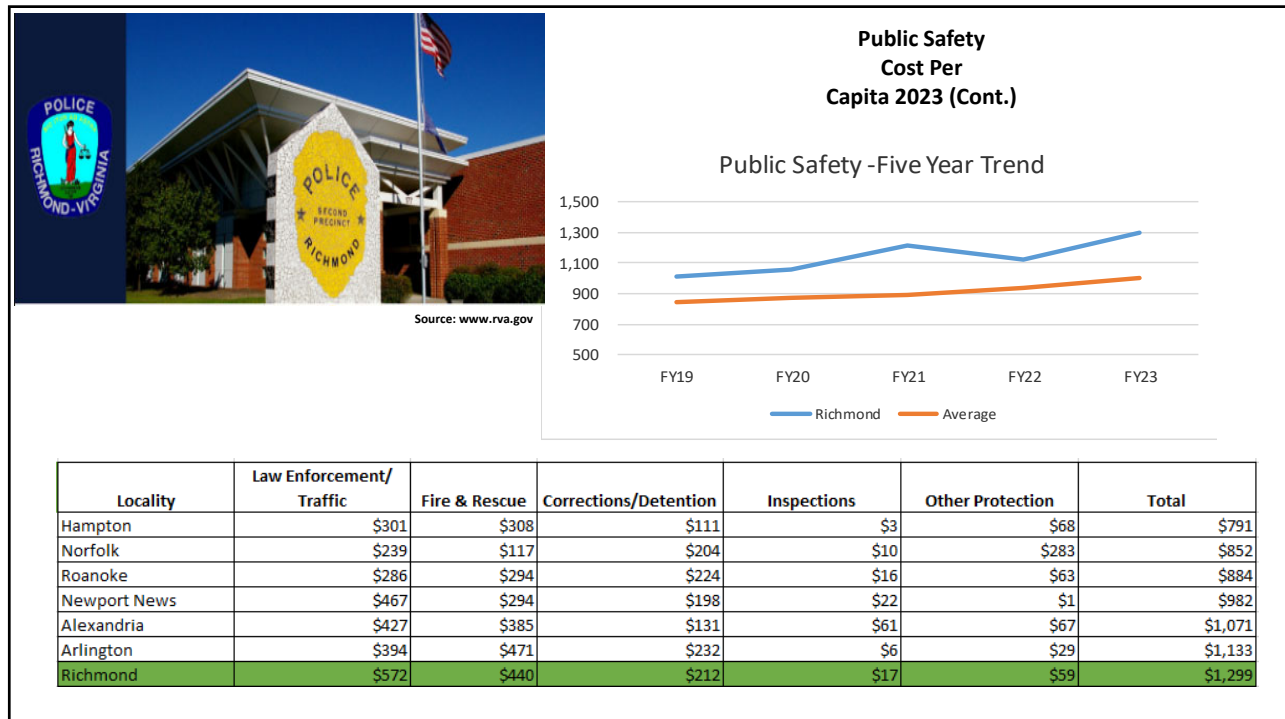 POLICE
RICHMOND-VIRGINIA
POLICE
SECOND
PRECINCT
RICHMOND
Source: www.rva.gov
Public Safety
Cost Per
Capita 2023 (Cont.)
Public Safety -Five Year Trend
1,500
1,300
1,100
900
700
500
FY19 FY20 FY21 FY22 FY23
Richmond Average
Law Enforcement/
Locality Traffic Fire & Rescue Corrections/Detention Inspections Other Protection Total
Hampton $301 $308 $111 $3 $68 $791
Norfolk $239 $117 $204 $10 $283 $852
Roanoke $286 $294 $224 $16 $63 $884
Newport News $467 $294 $198 $22 $1 $982
Alexandria $427 $385 $131 $61 $67 $1,071
Arlington $394 $471 $232 $6 $29 $1,133
Richmond $572 $440 $212 $17 $59 $1,299